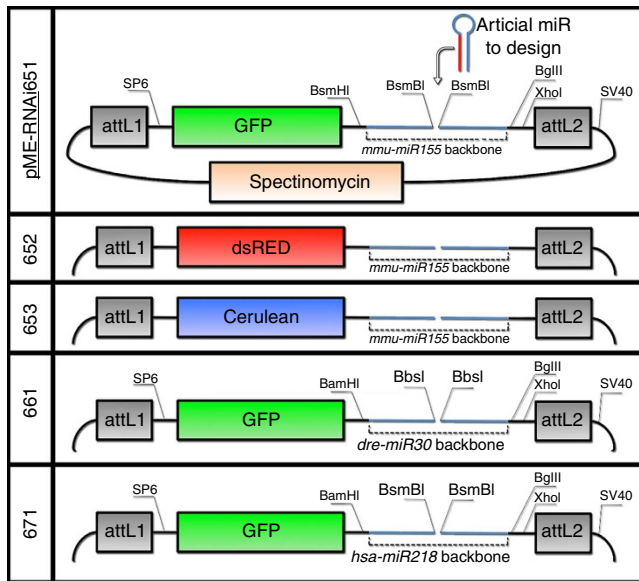 Articial miR
to design
pME-RNAi651
SP6
BsmHI
BsmBI
BsmBI
BglII
XhoI
SV40
attL1
GFP
attL2
mmu-miR155 backbone
Spectinomycin
652
attL1
dsRED
attL2
mmu-miR155 backbone
653
attL1
Cerulean
attL2
mmu-miR155 backbone
661
SP6
BamHI
BbsI
BbsI
BglII
XhoI
SV40
attL1
GFP
attL2
dre-miR30 backbone
671
SP6
BamHI
BsmBI
BsmBI
BglII
XhoI
SV40
attL1
GFP
attL2
hsa-miR218 backbone